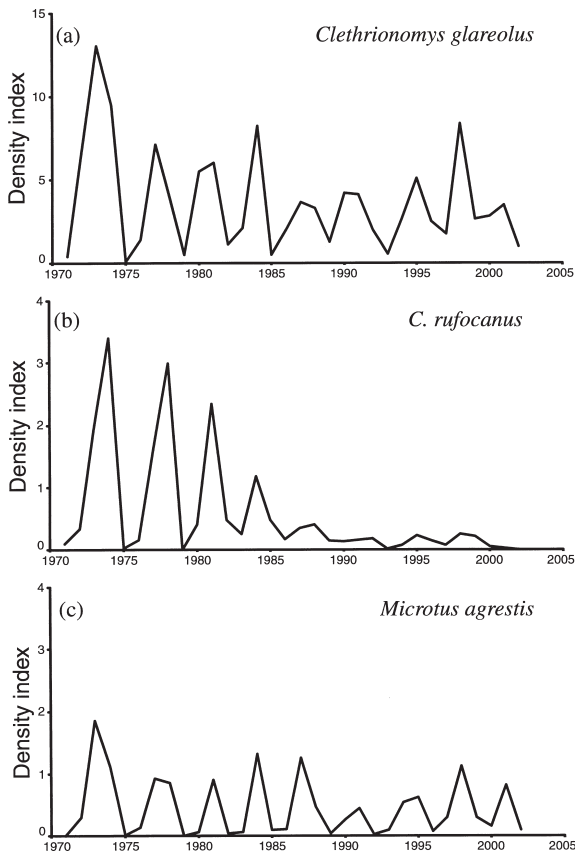 (a)
Clethrionomys glareolus
Density index
15
10
5
0
1970 1975 1980 1985 1990 1995 2000 2005
(b)
C. rufocanus
Density index
4
3
2
1
0
1970 1975 1980 1985 1990 1995 2000 2005
(c)
Microtus agrestis
Density index
4
3
2
1
0
1970 1975 1980 1985 1990 1995 2000 2005